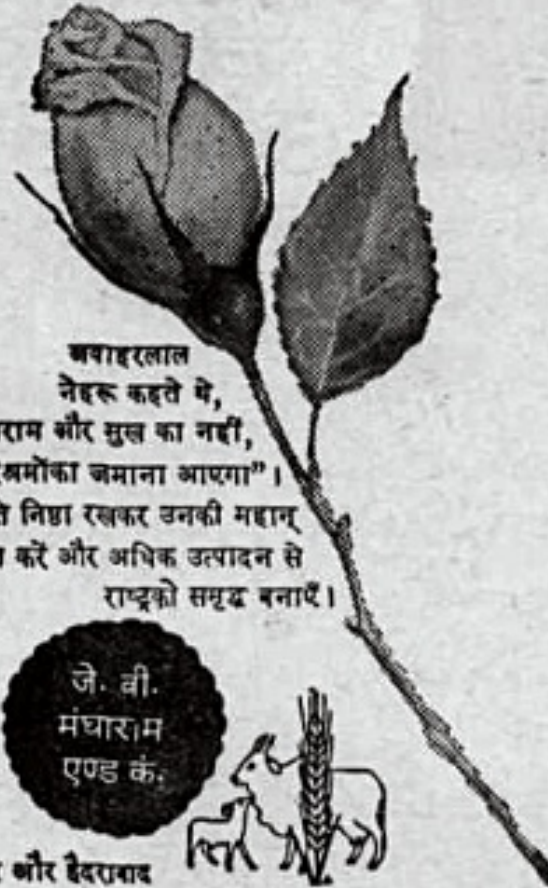 जवाहरलाल
नेहरू कहते थे,
राम और सुख का नहीं,
श्रमोंका जमाना आएगा”।
निष्ठा रखकर उनकी महान्
करें और अधिक उत्पादन से
राष्ट्रको समृद्ध बनाएँ।
जे. बी.
मंघाराम
एण्ड कं.
और हैदराबाद